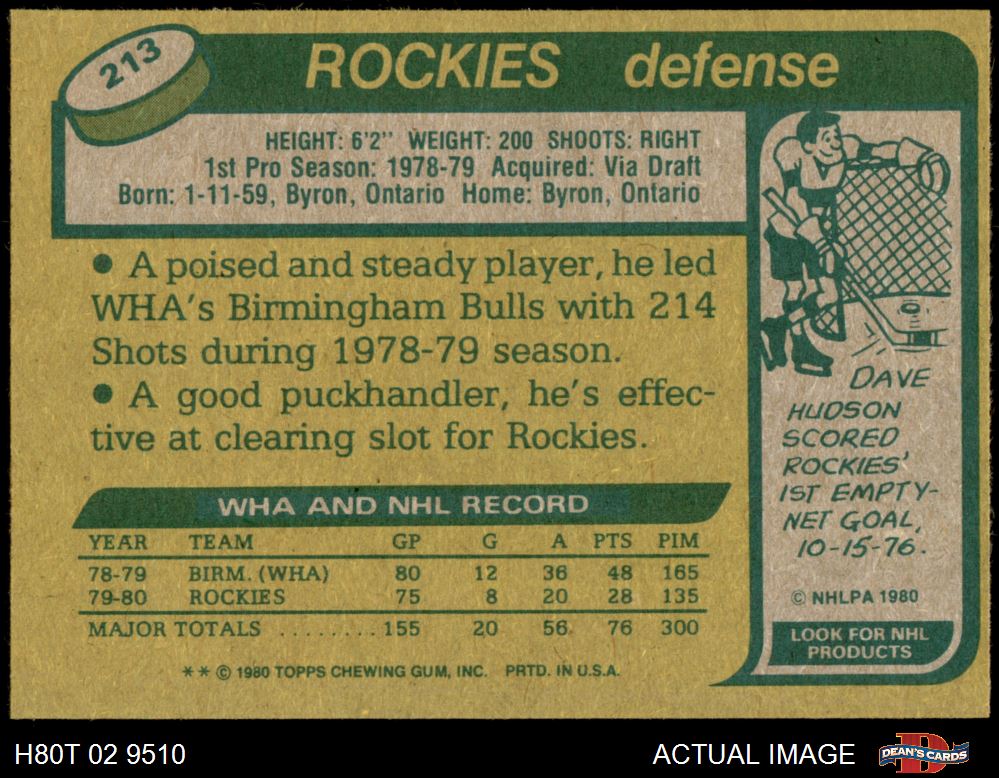 213
ROCKIES defense
HEIGHT: 6'2" WEIGHT: 200 SHOOTS: RIGHT
1st Pro Season: 1978-79 Acquired: Via Draft
Born: 1-11-59, Byron, Ontario Home: Byron, Ontario
• A poised and steady player, he led
WHA's Birmingham Bulls with 214
Shots during 1978-79 season.
• A good puckhandler, he's effec-
tive at clearing slot for Rockies.
WHA AND NHL RECORD
YEAR TEAM GP G A PTS PIM
78-79 BIRM. (WHA) 80 12 36 48 165
79-80 ROCKIES 75 8 20 28 135
MAJOR TOTALS ........ 155 20 56 76 300
** © 1980 TOPPS CHEWING GUM, INC. PRTD. IN U.S.A.
DAVE
HUDSON
SCORED
ROCKIES'
1ST EMPTY-
NET GOAL,
10-15-76.
© NHLPA 1980
LOOK FOR NHL
PRODUCTS
H80T 02 9510
ACTUAL IMAGE
DEAN'S CARDS